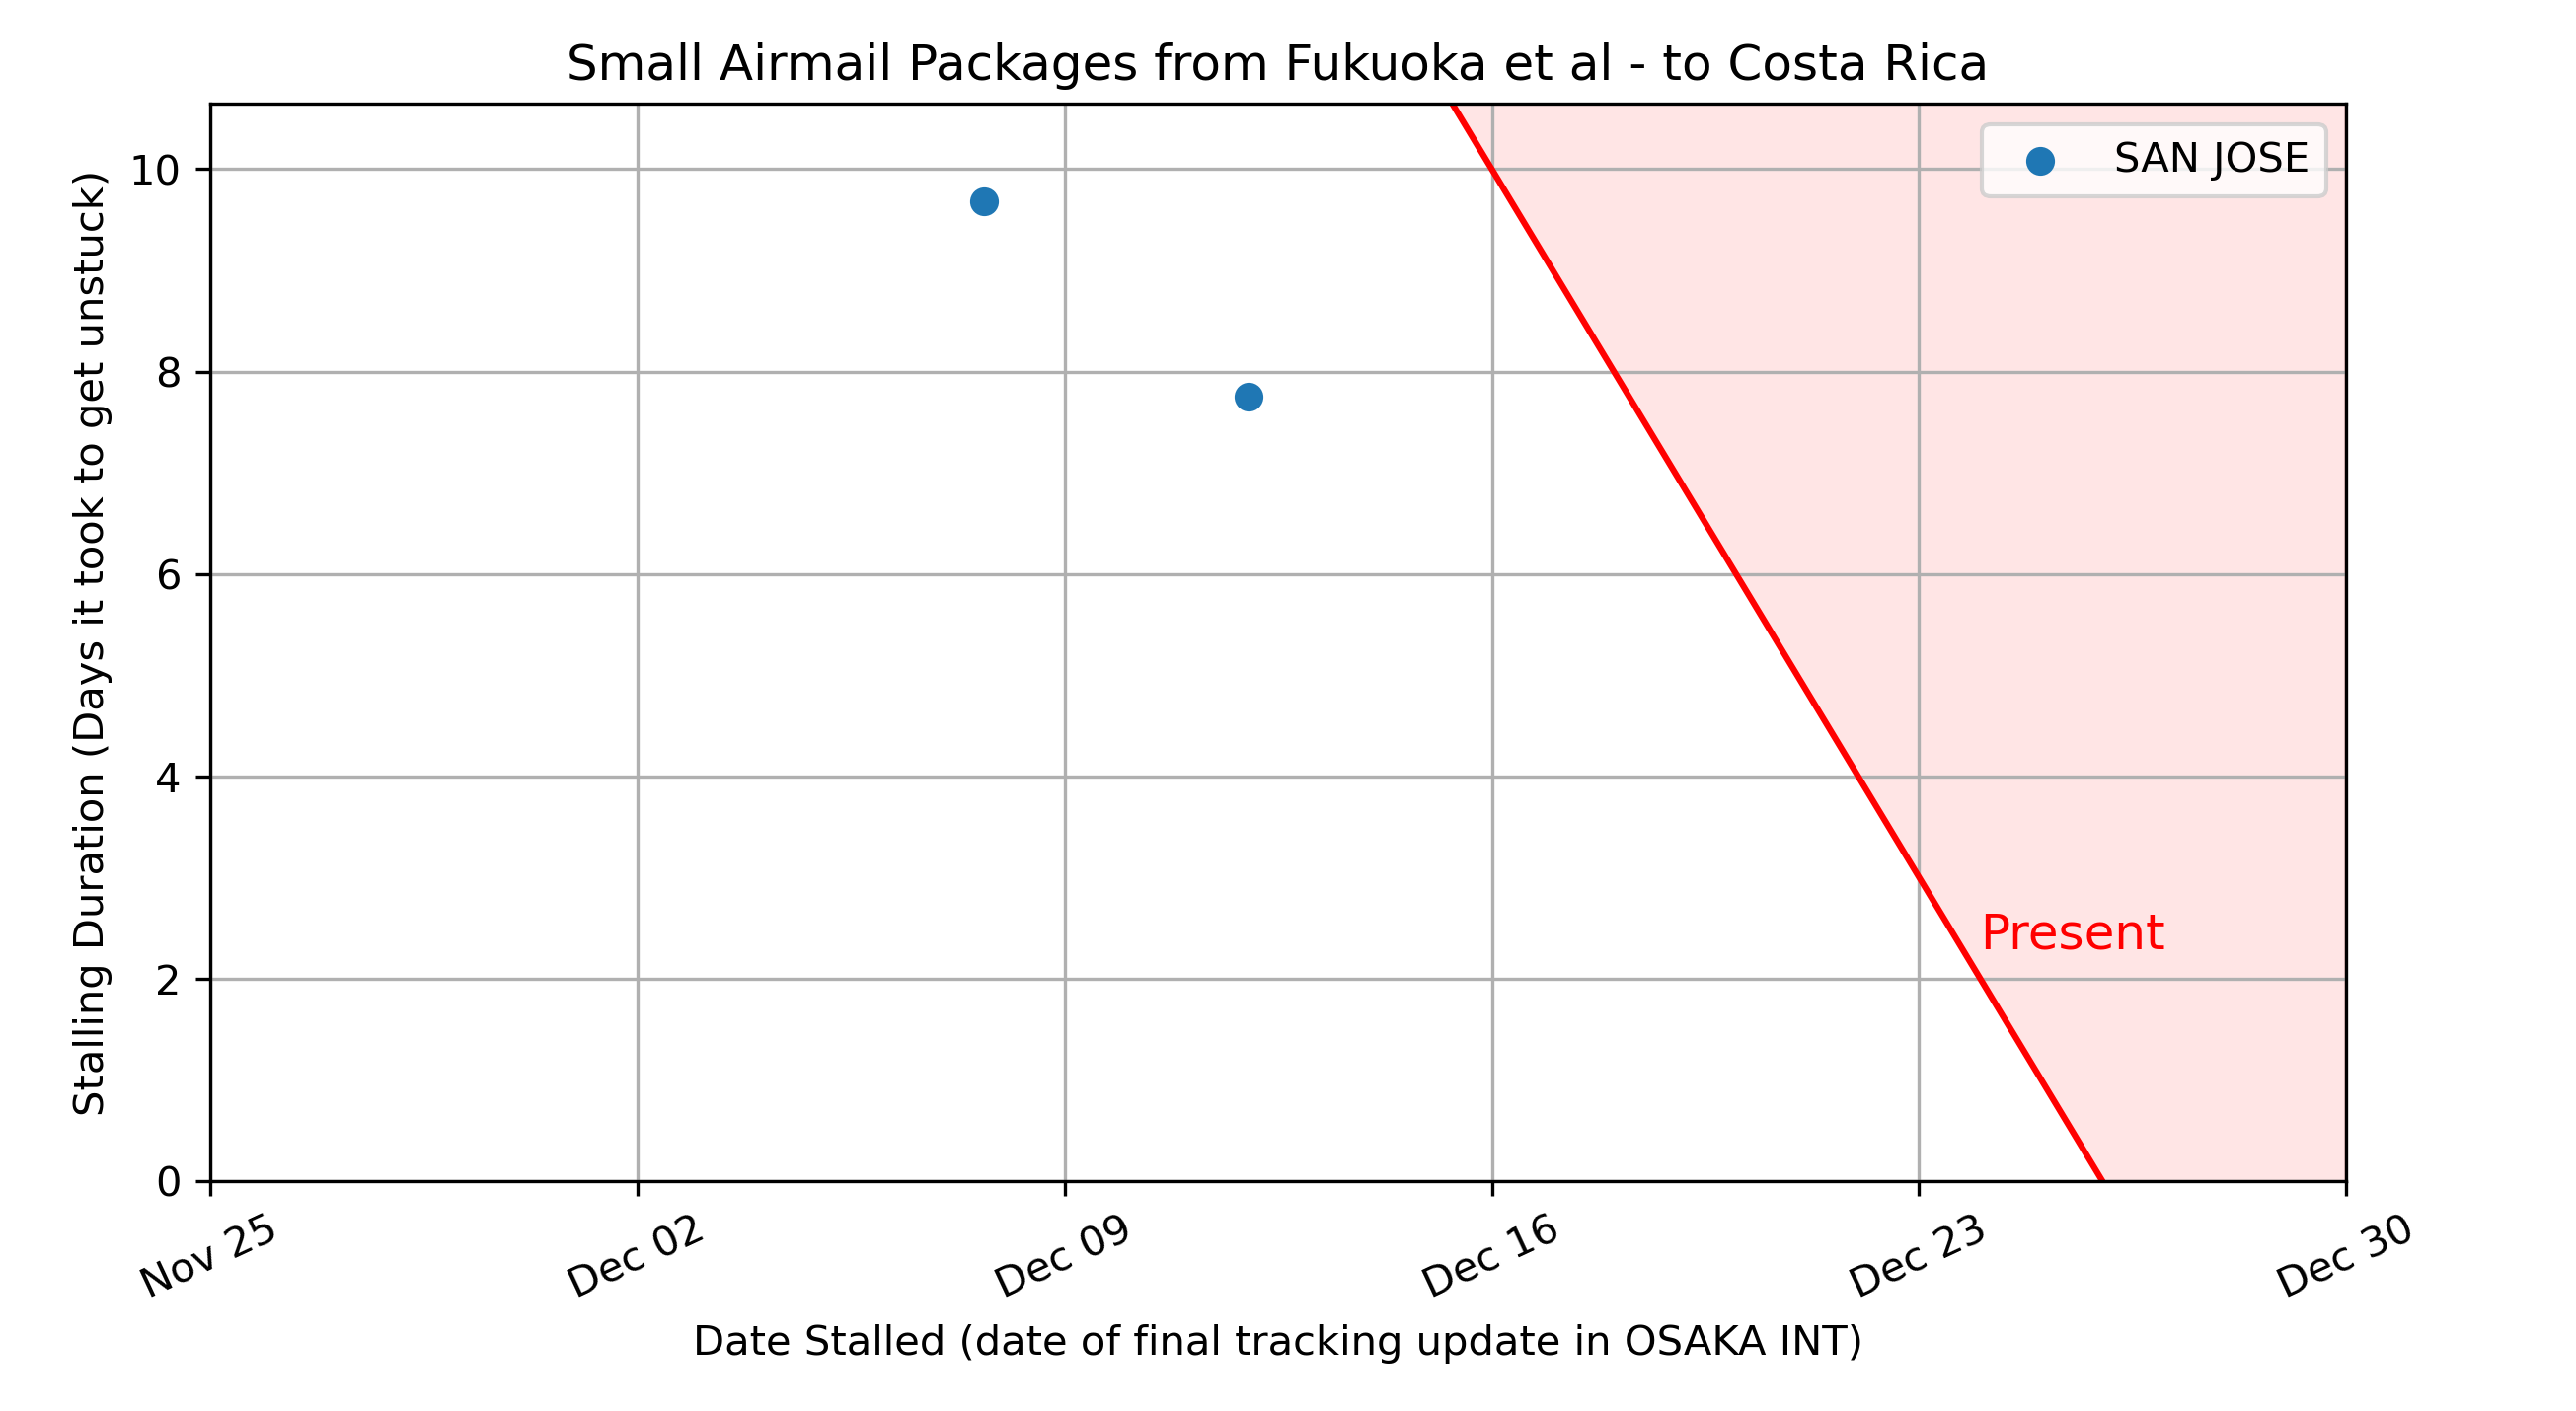 Small Airmail Packages from Fukuoka et al - to Costa Rica
SAN JOSE
Stalling Duration (Days it took to get unstuck)
10
8
6
4
2
0
Present
Nov 25
Dec 02
Dec 09
Dec 16
Dec 23
Dec 30
Date Stalled (date of final tracking update in OSAKA INT)